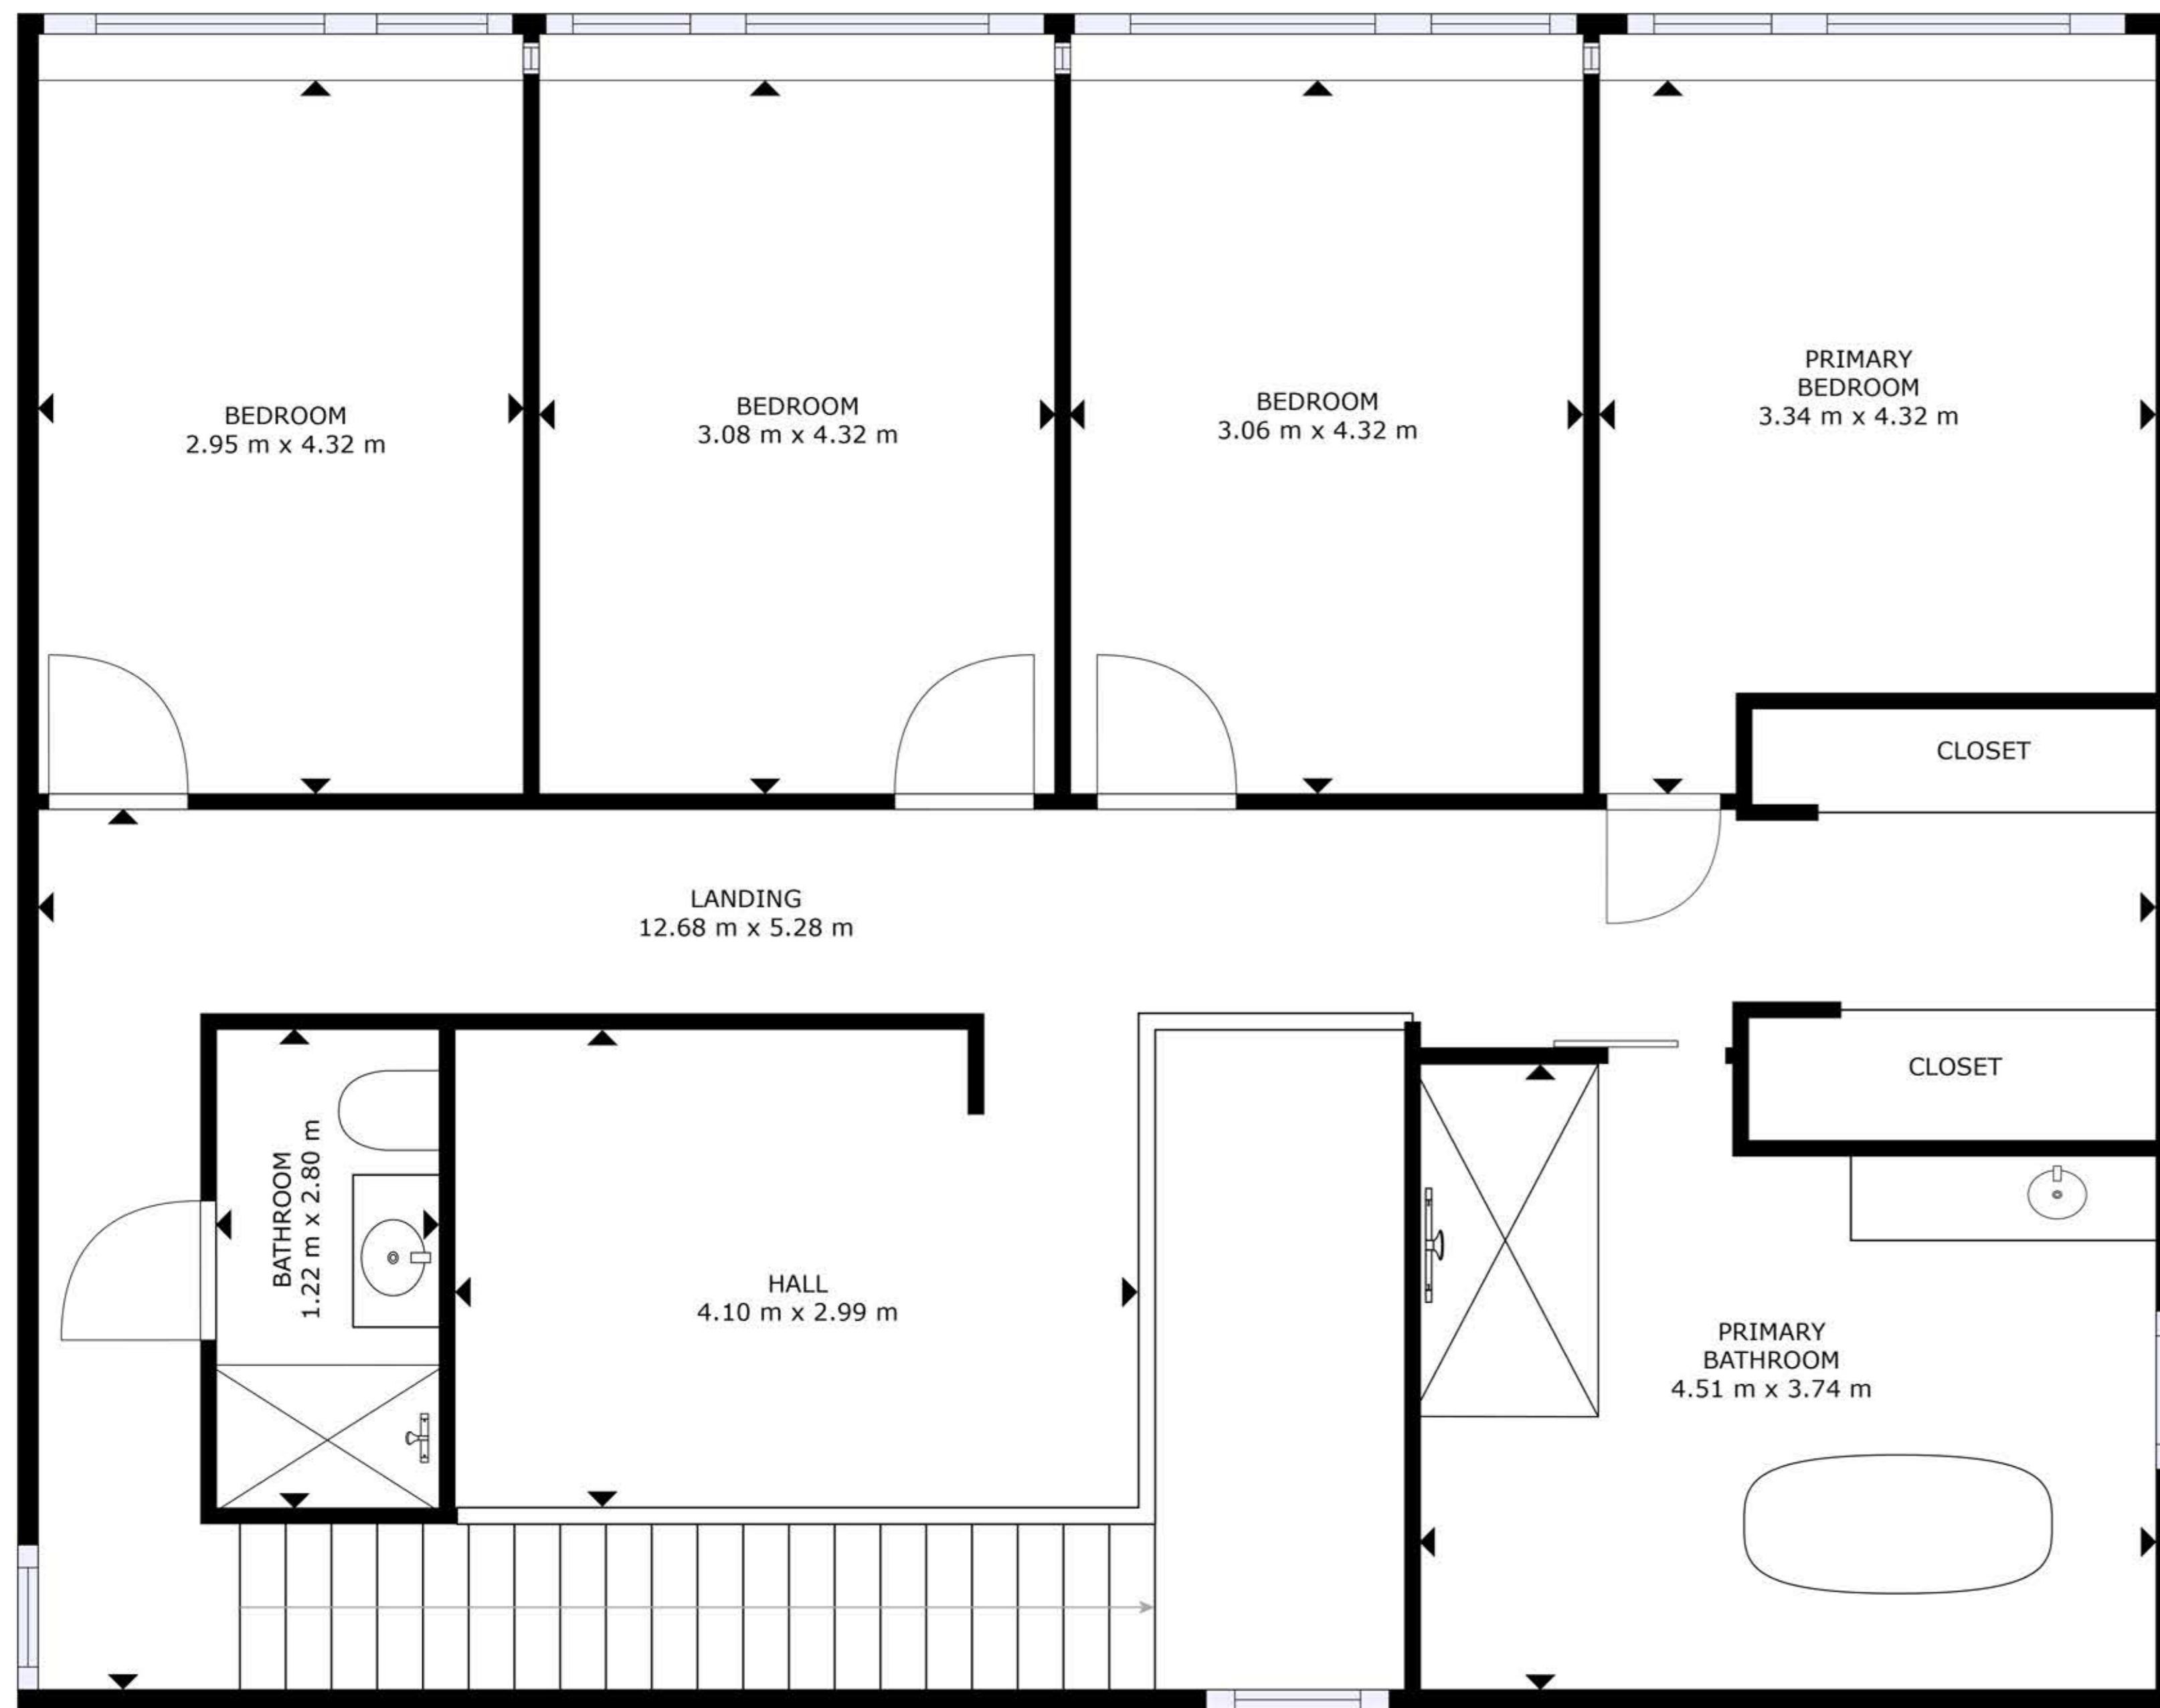 BEDROOM
2.95 m x 4.32 m
BEDROOM
3.08 m x 4.32 m
BEDROOM
3.06 m x 4.32 m
PRIMARY
BEDROOM
3.34 m x 4.32 m
CLOSET
LANDING
12.68 m x 5.28 m
CLOSET
BATHROOM
1.22 m x 2.80 m
HALL
4.10 m x 2.99 m
PRIMARY
BATHROOM
4.51 m x 3.74 m